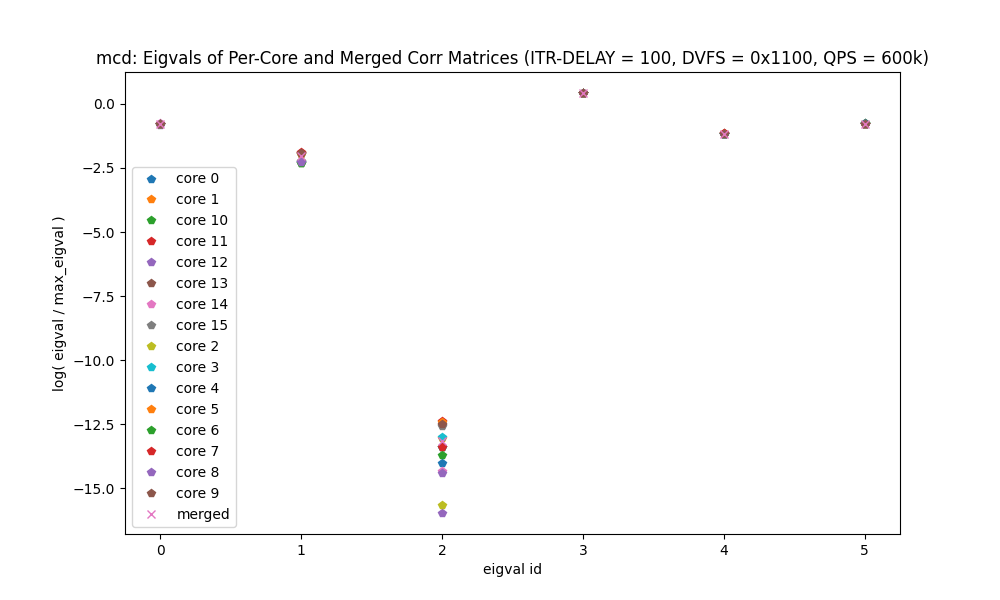 mcd: Eigvals of Per-Core and Merged Corr Matrices (ITR-DELAY = 100, DVFS = 0x1100, QPS = 600k)
log( eigval / max_eigval )
0.0
−2.5
−5.0
−7.5
−10.0
−12.5
−15.0
core 0
core 1
core 10
core 11
core 12
core 13
core 14
core 15
core 2
core 3
core 4
core 5
core 6
core 7
core 8
core 9
merged
0 1 2 3 4 5
eigval id